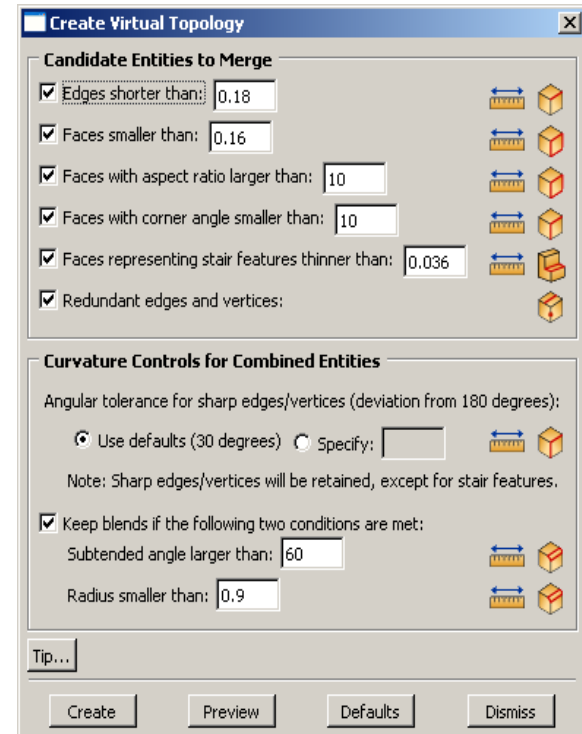 Create Virtual Topology
Candidate Entities to Merge
Edges shorter than: 0.18
Faces smaller than: 0.16
Faces with aspect ratio larger than: 10
Faces with corner angle smaller than: 10
Faces representing stair features thinner than: 0.036
Redundant edges and vertices:
Curvature Controls for Combined Entities
Angular tolerance for sharp edges/vertices (deviation from 180 degrees):
Use defaults (30 degrees) Specify:
Note: Sharp edges/vertices will be retained, except for stair features.
Keep blends if the following two conditions are met:
Subtended angle larger than: 60
Radius smaller than: 0.9
Tip...
Create Preview Defaults Dismiss